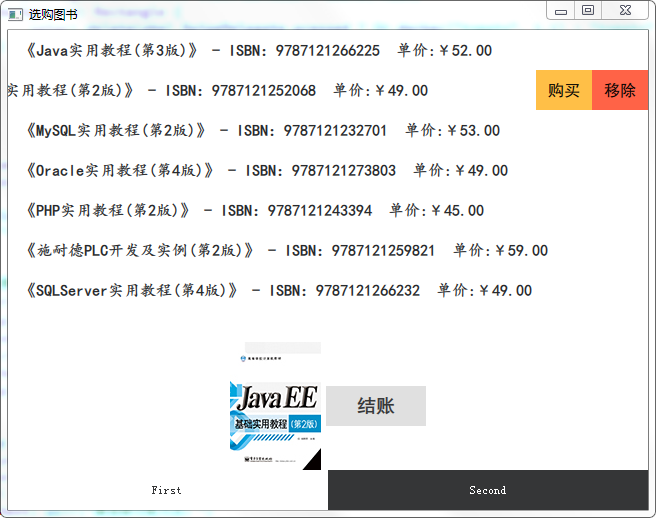 选购图书
《Java实用教程(第3版)》 - ISBN: 9787121266225 单价:￥52.00
实用教程(第2版)》 - ISBN: 9787121252068 单价:￥49.00
购买 移除
《MySQL实用教程(第2版)》 - ISBN: 9787121232701 单价:￥53.00
《Oracle实用教程(第4版)》 - ISBN: 9787121273803 单价:￥49.00
《PHP实用教程(第2版)》 - ISBN: 9787121243394 单价:￥45.00
《施耐德PLC开发及实例(第2版)》 - ISBN: 9787121259821 单价:￥59.00
《SQLServer实用教程(第4版)》 - ISBN: 9787121266232 单价:￥49.00
Java EE
基础实用教程(第2版)
结账
First
Second